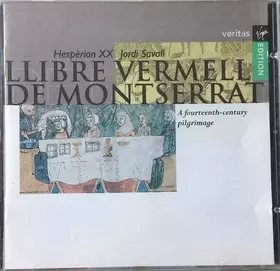 veritas
Virgin
EDITION
Hespèrion XX Jordi Savall
LLIBRE VERMELL
DE MONTSERRAT
A fourteenth-century
pilgrimage